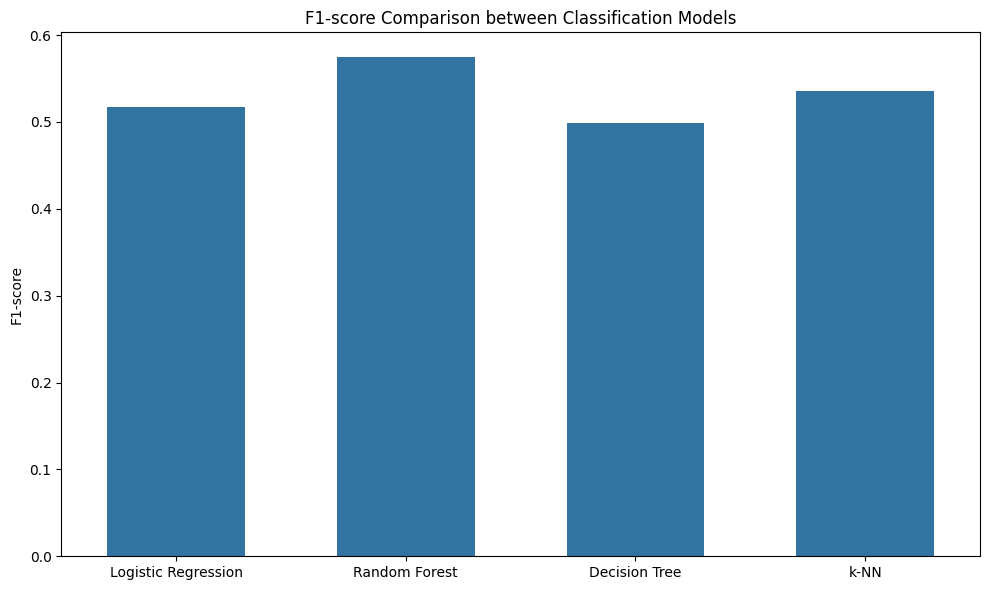 F1-score Comparison between Classification Models
0.6
0.5
0.4
0.3
0.2
0.1
0.0
F1-score
Logistic Regression
Random Forest
Decision Tree
k-NN